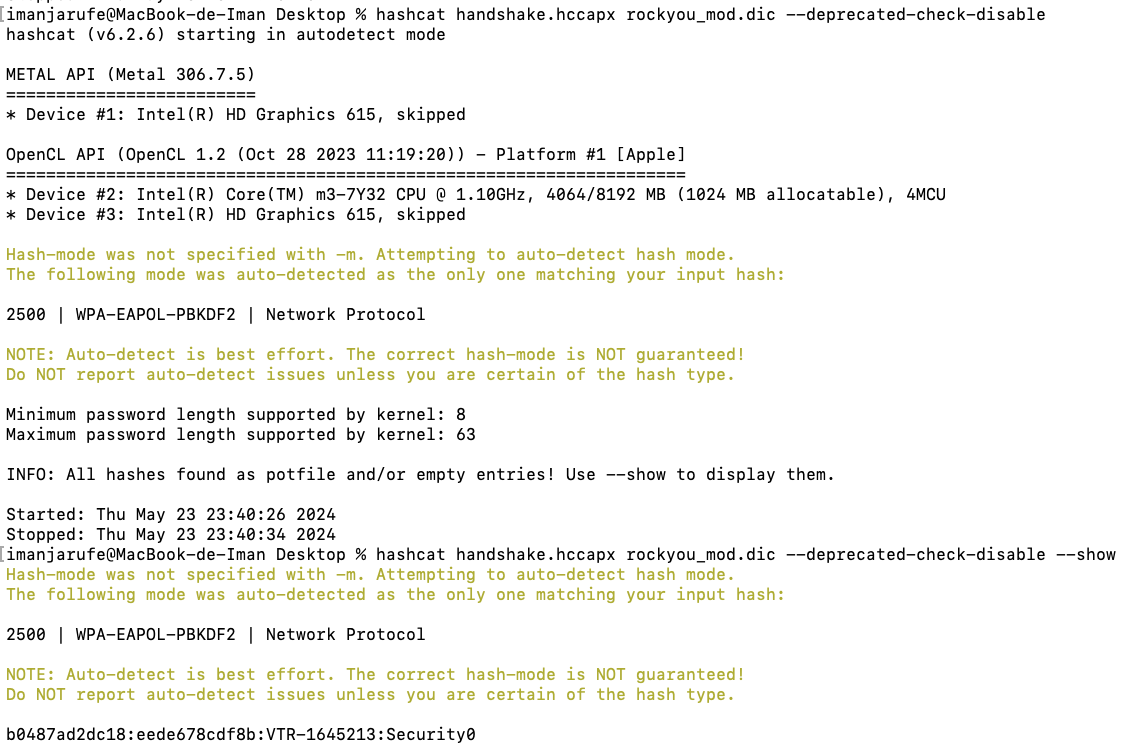 [imanjarufe@MacBook-de-Iman Desktop % hashcat handshake.hccapx rockyou_mod.dic --deprecated-check-disable
hashcat (v6.2.6) starting in autodetect mode
METAL API (Metal 306.7.5)
=========================
* Device #1: Intel(R) HD Graphics 615, skipped
OpenCL API (OpenCL 1.2 (Oct 28 2023 11:19:20)) - Platform #1 [Apple]
====================================================================
* Device #2: Intel(R) Core(TM) m3-7Y32 CPU @ 1.10GHz, 4064/8192 MB (1024 MB allocatable), 4MCU
* Device #3: Intel(R) HD Graphics 615, skipped
Hash-mode was not specified with -m. Attempting to auto-detect hash mode.
The following mode was auto-detected as the only one matching your input hash:
2500 | WPA-EAPOL-PBKDF2 | Network Protocol
NOTE: Auto-detect is best effort. The correct hash-mode is NOT guaranteed!
Do NOT report auto-detect issues unless you are certain of the hash type.
Minimum password length supported by kernel: 8
Maximum password length supported by kernel: 63
INFO: All hashes found as potfile and/or empty entries! Use --show to display them.
Started: Thu May 23 23:40:26 2024
Stopped: Thu May 23 23:40:34 2024
[imanjarufe@MacBook-de-Iman Desktop % hashcat handshake.hccapx rockyou_mod.dic --deprecated-check-disable --show
Hash-mode was not specified with -m. Attempting to auto-detect hash mode.
The following mode was auto-detected as the only one matching your input hash:
2500 | WPA-EAPOL-PBKDF2 | Network Protocol
NOTE: Auto-detect is best effort. The correct hash-mode is NOT guaranteed!
Do NOT report auto-detect issues unless you are certain of the hash type.
b0487ad2dc18:eede678cdf8b:VTR-1645213:Security0